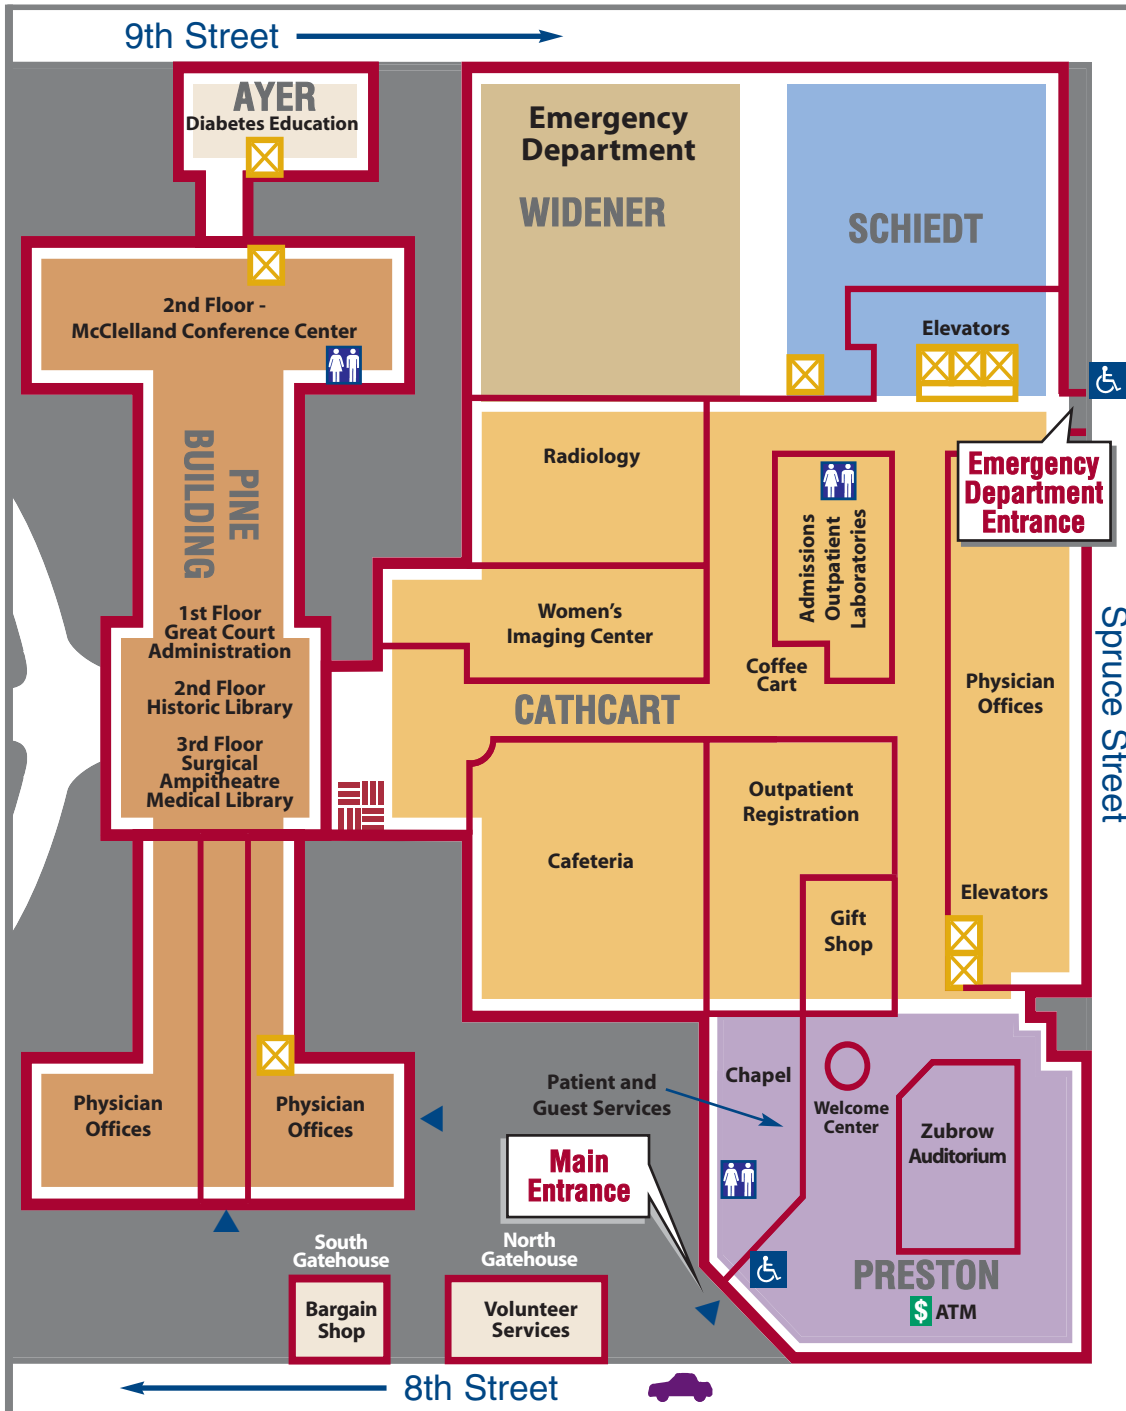 9th Street
AYER
Diabetes Education
Emergency
Department
WIDENER
SCHIEDT
2nd Floor -
McClelland Conference Center
Elevators
PINE
BUILDING
Radiology
Emergency
Department
Entrance
Admissions
Outpatient
Laboratories
1st Floor
Great Court
Administration
2nd Floor
Historic Library
3rd Floor
Surgical
Ampitheatre
Medical Library
Women's
Imaging Center
Coffee
Cart
CATHCART
Physician
Offices
Spruce Street
Outpatient
Registration
Cafeteria
Elevators
Gift
Shop
Physician
Offices
Physician
Offices
Patient and
Guest Services
Chapel
Welcome
Center
Zubrow
Auditorium
Main
Entrance
South
Gatehouse
North
Gatehouse
PRESTON
$ ATM
Bargain
Shop
Volunteer
Services
8th Street